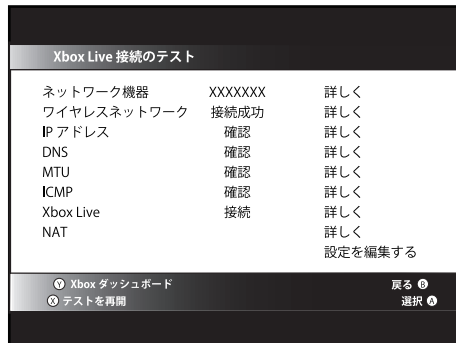 Xbox Live 接続のテスト
ネットワーク機器 XXXXXXX 詳しく
ワイヤレスネットワーク 接続成功 詳しく
IP アドレス 確認 詳しく
DNS 確認 詳しく
MTU 確認 詳しく
ICMP 確認 詳しく
Xbox Live 接続 詳しく
NAT 詳しく
設定を編集する
Y Xbox ダッシュボード 戻る B
X テストを再開 選択 A